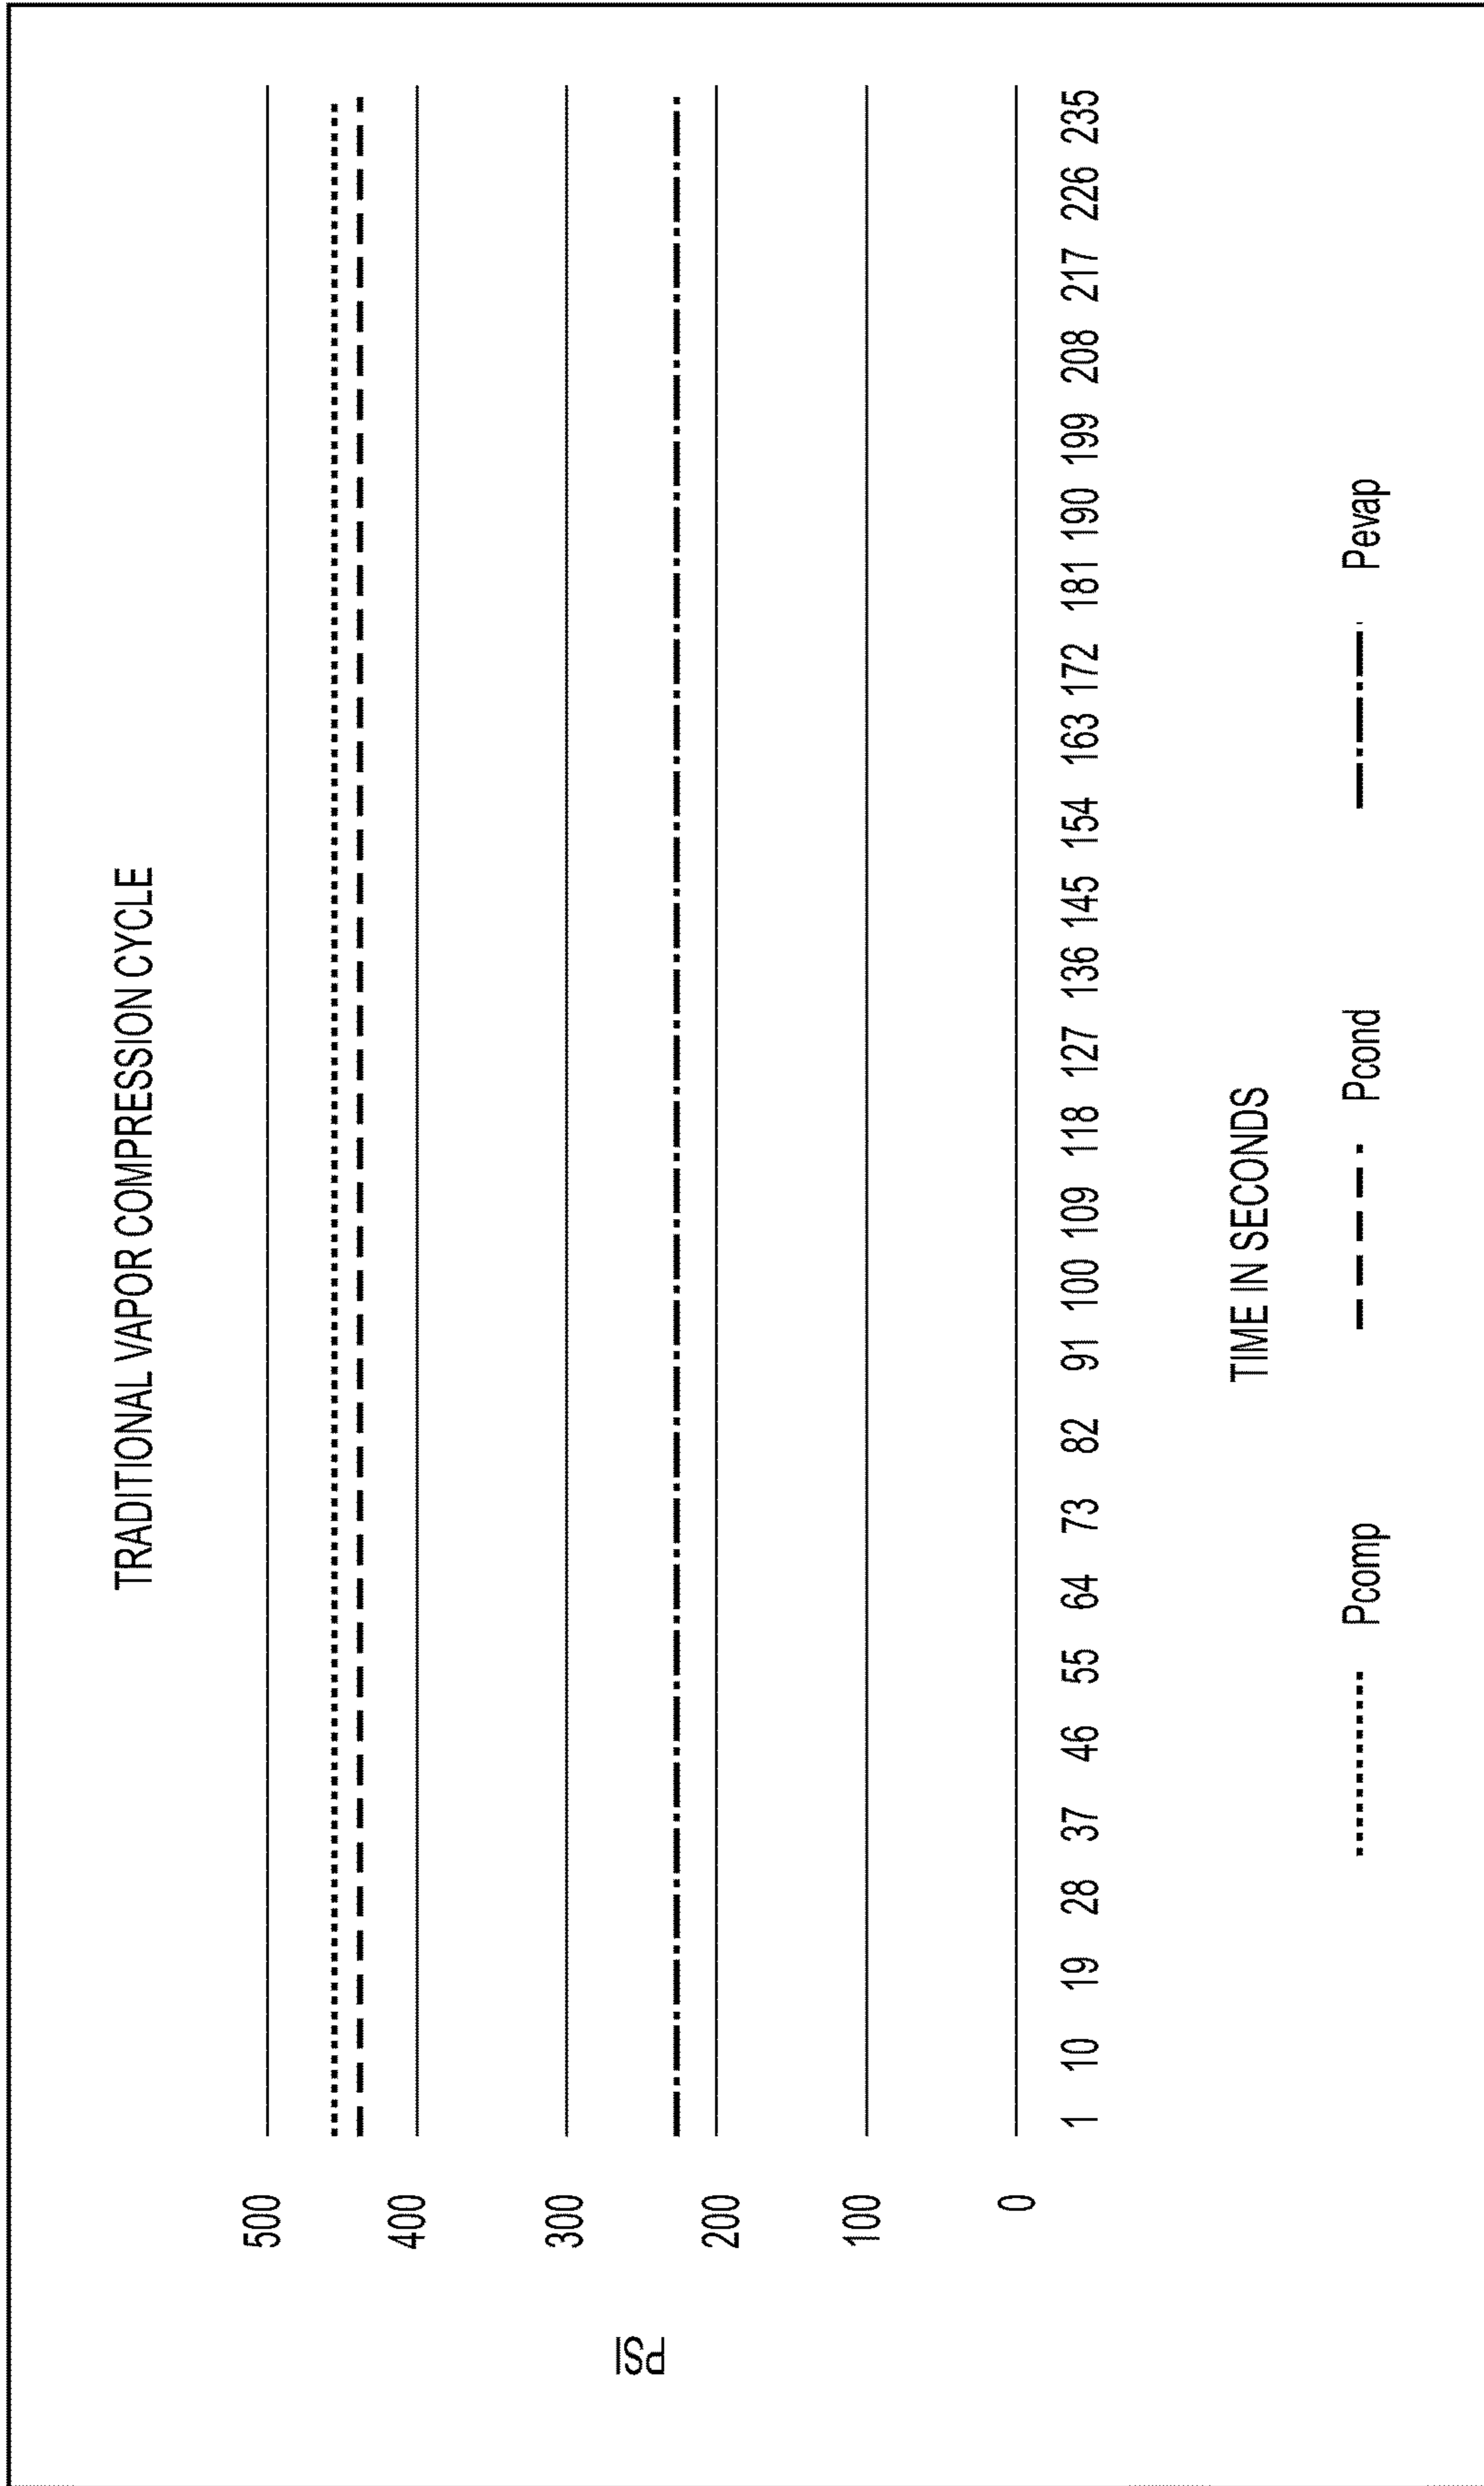 TRADITIONAL VAPOR COMPRESSION CYCLE
PSI
500
400
300
200
100
0
1 10 19 28 37 46 55 64 73 82 91 100 109 118 127 136 145 154 163 172 181 190 199 208 217 226 235
TIME IN SECONDS
Pcomp Pcond Pevap